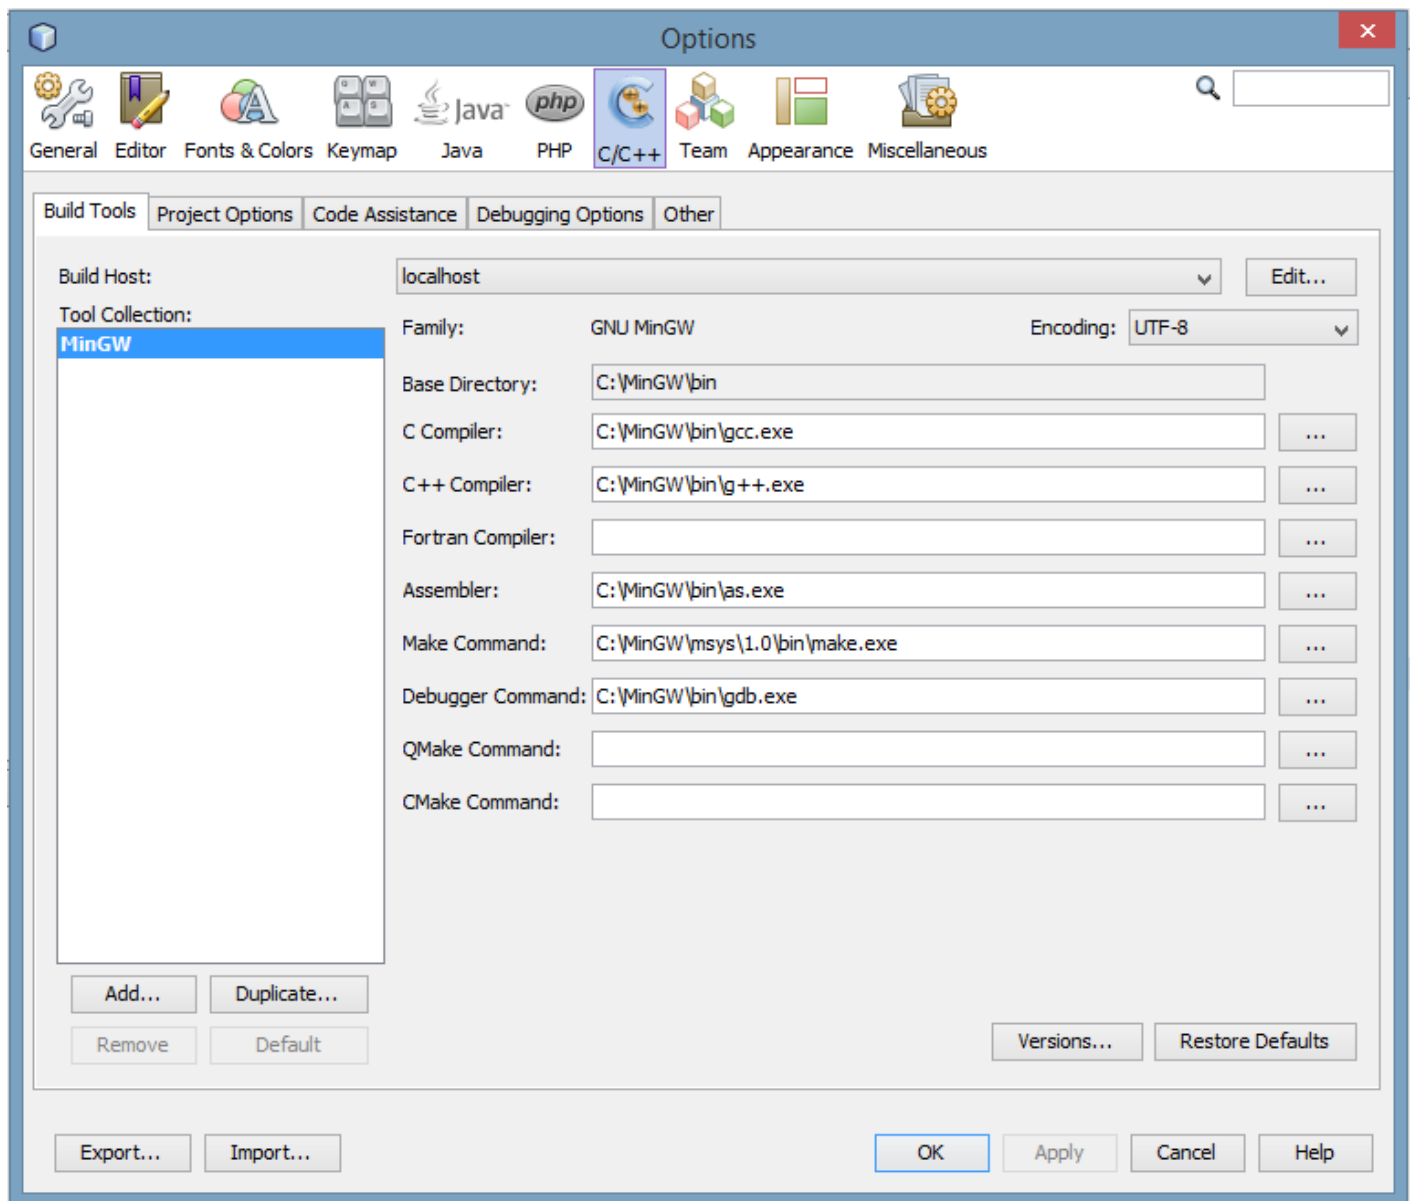 Options
Java
php
General Editor Fonts & Colors Keymap Java PHP C/C++ Team Appearance Miscellaneous
Build Tools Project Options Code Assistance Debugging Options Other
Build Host: localhost Edit...
Tool Collection:
MinGW
Family: GNU MinGW Encoding: UTF-8
Base Directory: C:\MinGW\bin
C Compiler: C:\MinGW\bin\gcc.exe ...
C++ Compiler: C:\MinGW\bin\g++.exe ...
Fortran Compiler: ...
Assembler: C:\MinGW\bin\as.exe ...
Make Command: C:\MinGW\msys\1.0\bin\make.exe ...
Debugger Command: C:\MinGW\bin\gdb.exe ...
QMake Command: ...
CMake Command: ...
Add... Duplicate...
Remove Default
Versions... Restore Defaults
Export... Import... OK Apply Cancel Help